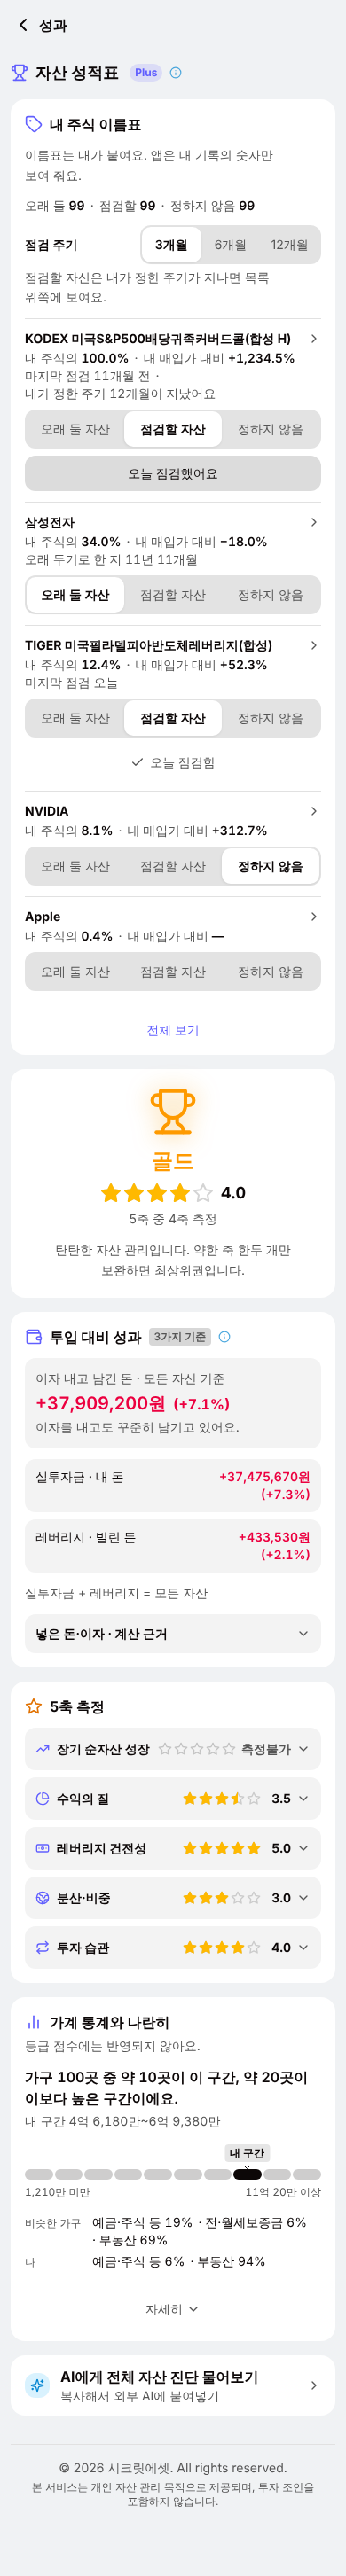 성과
자산 성적표 Plus
내 주식 이름표
이름표는 내가 붙여요. 앱은 내 기록의 숫자만
보여 줘요.
오래 둘 99 · 점검할 99 · 정하지 않음 99
점검 주기 3개월 6개월 12개월
점검할 자산은 내가 정한 주기가 지나면 목록
위쪽에 보여요.
KODEX 미국S&P500배당귀족커버드콜(합성 H)
내 주식의 100.0% · 내 매입가 대비 +1,234.5%
마지막 점검 11개월 전 ·
내가 정한 주기 12개월이 지났어요
오래 둘 자산 점검할 자산 정하지 않음
오늘 점검했어요
삼성전자
내 주식의 34.0% · 내 매입가 대비 −18.0%
오래 두기로 한 지 11년 11개월
오래 둘 자산 점검할 자산 정하지 않음
TIGER 미국필라델피아반도체레버리지(합성)
내 주식의 12.4% · 내 매입가 대비 +52.3%
마지막 점검 오늘
오래 둘 자산 점검할 자산 정하지 않음
오늘 점검함
NVIDIA
내 주식의 8.1% · 내 매입가 대비 +312.7%
오래 둘 자산 점검할 자산 정하지 않음
Apple
내 주식의 0.4% · 내 매입가 대비 —
오래 둘 자산 점검할 자산 정하지 않음
전체 보기
골드
4.0
5축 중 4축 측정
탄탄한 자산 관리입니다. 약한 축 한두 개만
보완하면 최상위권입니다.
투입 대비 성과 3가지 기준
이자 내고 남긴 돈 · 모든 자산 기준
+37,909,200원 (+7.1%)
이자를 내고도 꾸준히 남기고 있어요.
실투자금 · 내 돈 +37,475,670원
(+7.3%)
레버리지 · 빌린 돈 +433,530원
(+2.1%)
실투자금 + 레버리지 = 모든 자산
넣은 돈·이자 · 계산 근거
5축 측정
장기 순자산 성장 측정불가
수익의 질 3.5
레버리지 건전성 5.0
분산·비중 3.0
투자 습관 4.0
가계 통계와 나란히
등급 점수에는 반영되지 않아요.
가구 100곳 중 약 10곳이 이 구간, 약 20곳이
이보다 높은 구간이에요.
내 구간 4억 6,180만~6억 9,380만
내 구간
1,210만 미만 11억 20만 이상
비슷한 가구 예금·주식 등 19% · 전·월세보증금 6%
· 부동산 69%
나 예금·주식 등 6% · 부동산 94%
자세히
AI에게 전체 자산 진단 물어보기
복사해서 외부 AI에 붙여넣기
© 2026 시크릿에셋. All rights reserved.
본 서비스는 개인 자산 관리 목적으로 제공되며, 투자 조언을
포함하지 않습니다.